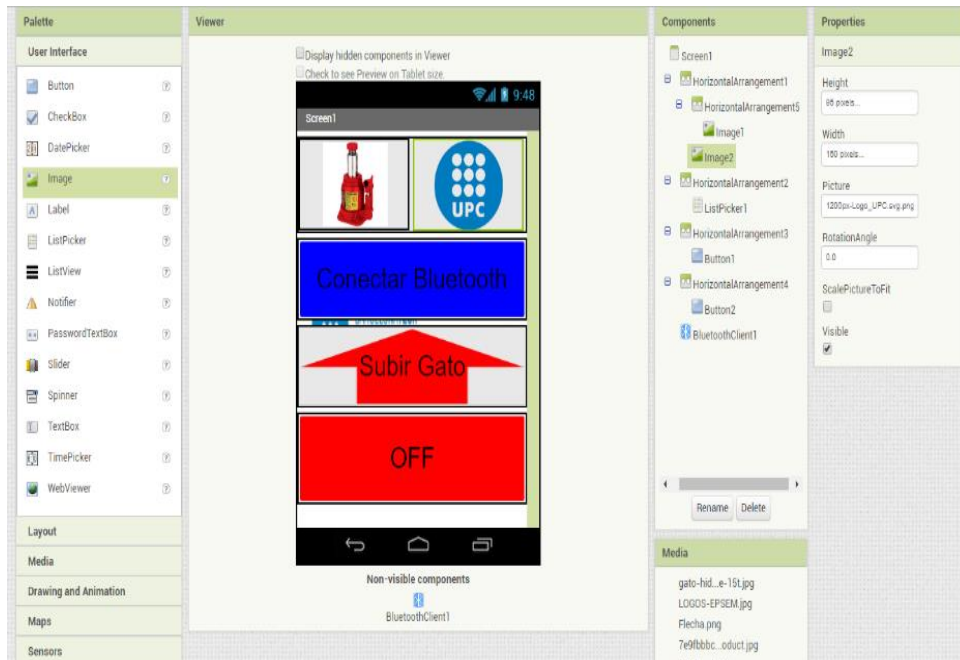 Palette
User Interface
Button
CheckBox
DatePicker
Image
Label
ListPicker
ListView
Notifier
PasswordTextBox
Slider
Spinner
TextBox
TimePicker
WebViewer
Layout
Media
Drawing and Animation
Maps
Sensors
Viewer
Display hidden components in Viewer
Check to see Preview on Tablet size.
9:48
Screen1
UPC
Conectar Bluetooth
Subir Gato
OFF
Non-visible components
BluetoothClient1
Components
Screen1
HorizontalArrangement1
HorizontalArrangement5
Image1
Image2
HorizontalArrangement2
ListPicker1
HorizontalArrangement3
Button1
HorizontalArrangement4
Button2
BluetoothClient1
Rename Delete
Media
gato-hid...e-15t.jpg
LOGOS-EPSEM.jpg
Flecha.png
7e9fbbbc...oduct.jpg
Properties
Image2
Height
pixels...
Width
pixels...
Picture
1200px-Logo_UPC.svg.png
RotationAngle
0.0
ScalePictureToFit
Visible